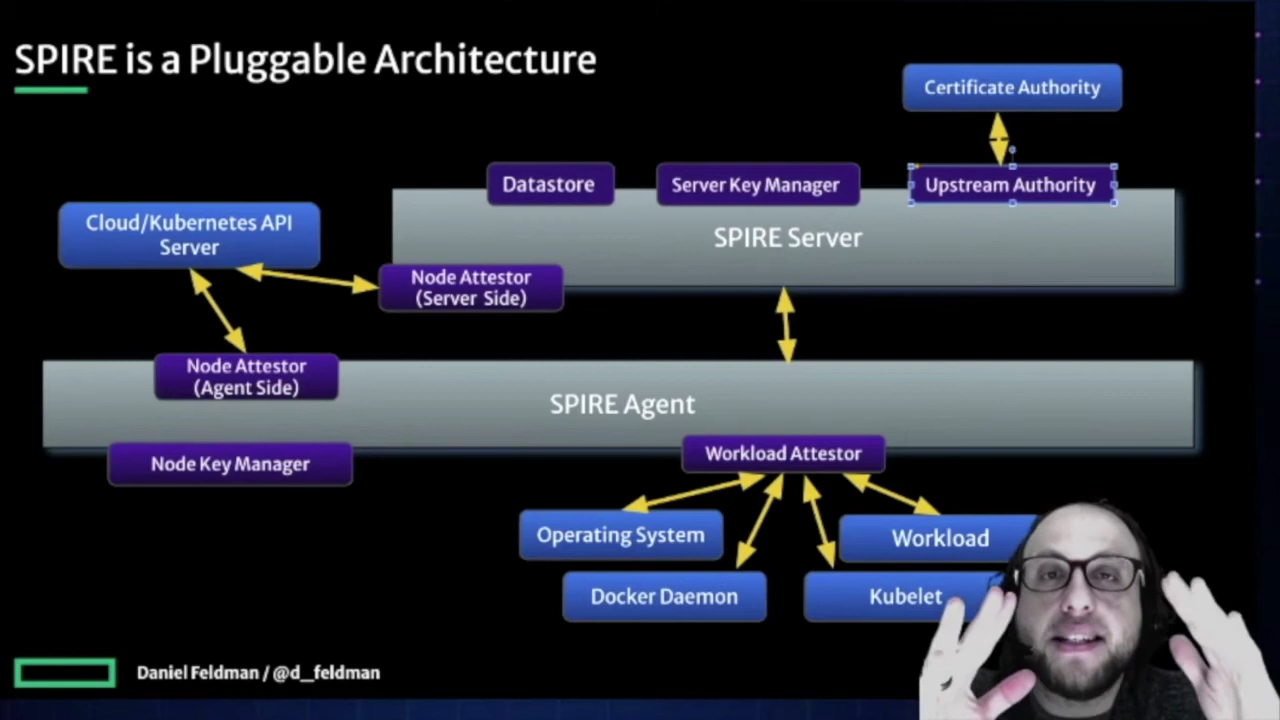 SPIRE is a Pluggable Architecture
Certificate Authority
Datastore
Server Key Manager
Upstream Authority
Cloud/Kubernetes API
Server
SPIRE Server
Node Attestor
(Server Side)
Node Attestor
(Agent Side)
SPIRE Agent
Node Key Manager
Workload Attestor
Operating System
Workload
Docker Daemon
Kubelet
Daniel Feldman / @d_feldman